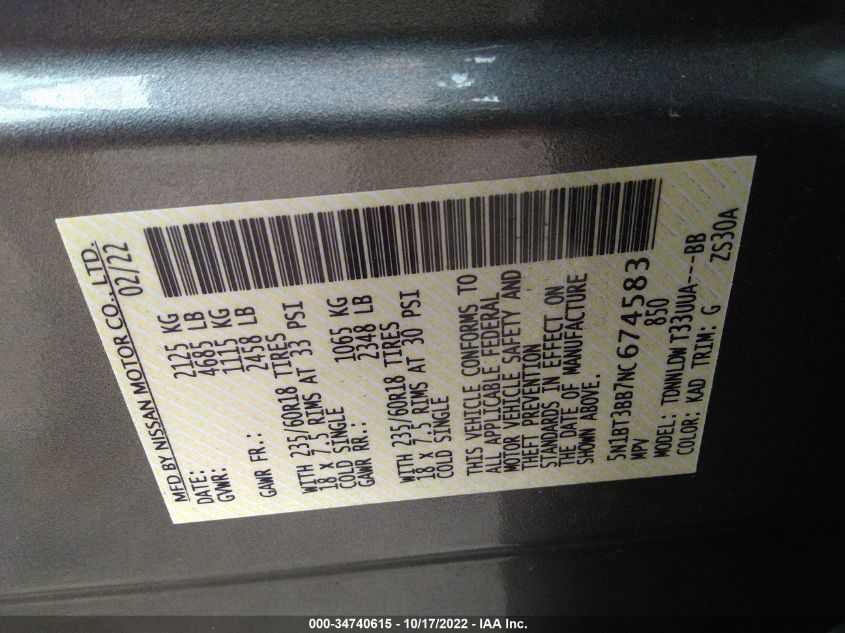 MFD BY NISSAN MOTOR CO., LTD.
DATE: 02/22
GVWR: 2125 KG
4685 LB
GAWR FR.: 1115 KG
2458 LB
WITH 235/60R18 TIRES
18 x 7.5 RIMS AT 33 PSI
COLD SINGLE
GAWR RR.: 1065 KG
2348 LB
WITH 235/60R18 TIRES
18 x 7.5 RIMS AT 30 PSI
COLD SINGLE
THIS VEHICLE CONFORMS TO
ALL APPLICABLE FEDERAL
MOTOR VEHICLE SAFETY AND
THEFT PREVENTION
STANDARDS IN EFFECT ON
THE DATE OF MANUFACTURE
SHOWN ABOVE.
5N1BT3BB7NC674583
MPV 850
MODEL: TDNNLDW T33UUA---BB
COLOR: KAD TRIM: G ZS30A
000-34740615 - 10/17/2022 - IAA Inc.